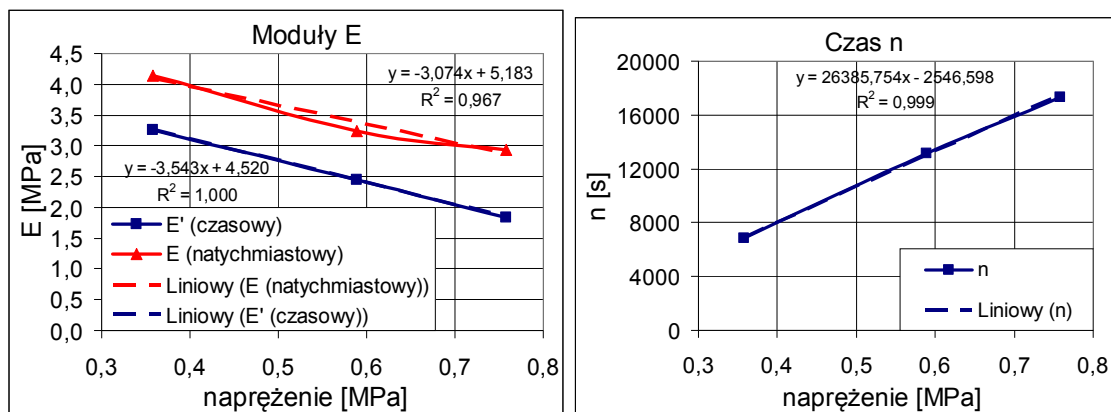 Moduły E
4,5
4,0
3,5
3,0
2,5
2,0
1,5
1,0
0,5
0,0
E [MPa]
y = -3,074x + 5,183
R² = 0,967
y = -3,543x + 4,520
R² = 1,000
E' (czasowy)
E (natychmiastowy)
Liniowy (E (natychmiastowy))
Liniowy (E' (czasowy))
0,3 0,4 0,5 0,6 0,7 0,8
naprężenie [MPa]
Czas n
20000
16000
12000
8000
4000
0
n [s]
y = 26385,754x - 2546,598
R² = 0,999
n
Liniowy (n)
0,3 0,4 0,5 0,6 0,7 0,8
naprężenie [MPa]